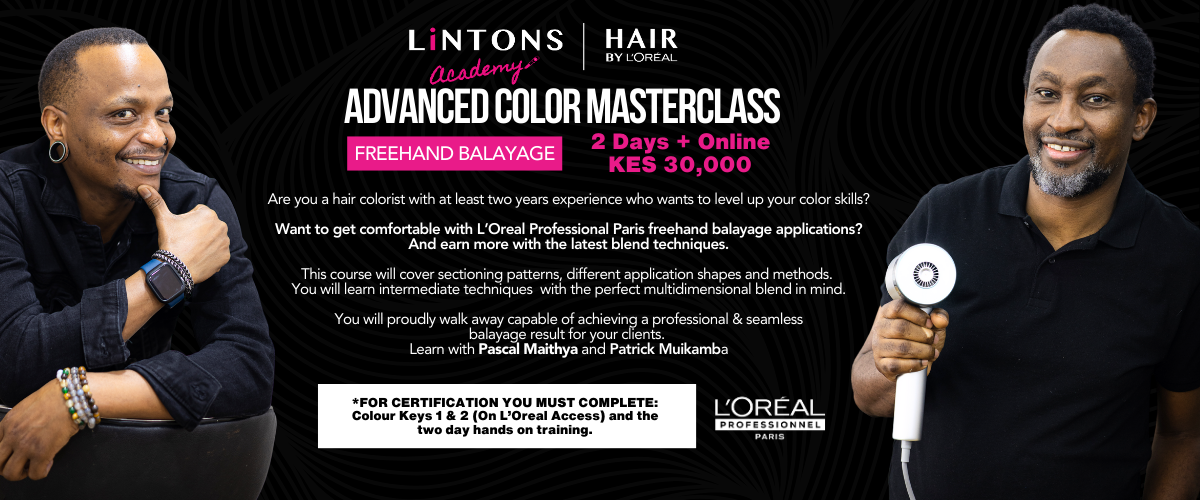 LiNTONS
Academy
HAIR
BY L'ORÉAL
ADVANCED COLOR MASTERCLASS
FREEHAND BALAYAGE
2 Days + Online
KES 30,000
Are you a hair colorist with at least two years experience who wants to level up your color skills?
Want to get comfortable with L'Oreal Professional Paris freehand balayage applications?
And earn more with the latest blend techniques.
This course will cover sectioning patterns, different application shapes and methods.
You will learn intermediate techniques with the perfect multidimensional blend in mind.
You will proudly walk away capable of achieving a professional & seamless
balayage result for your clients.
Learn with Pascal Maithya and Patrick Muikamba
*FOR CERTIFICATION YOU MUST COMPLETE:
Colour Keys 1 & 2 (On L'Oreal Access) and the
two day hands on training.
L'ORÉAL
PROFESSIONNEL
PARIS